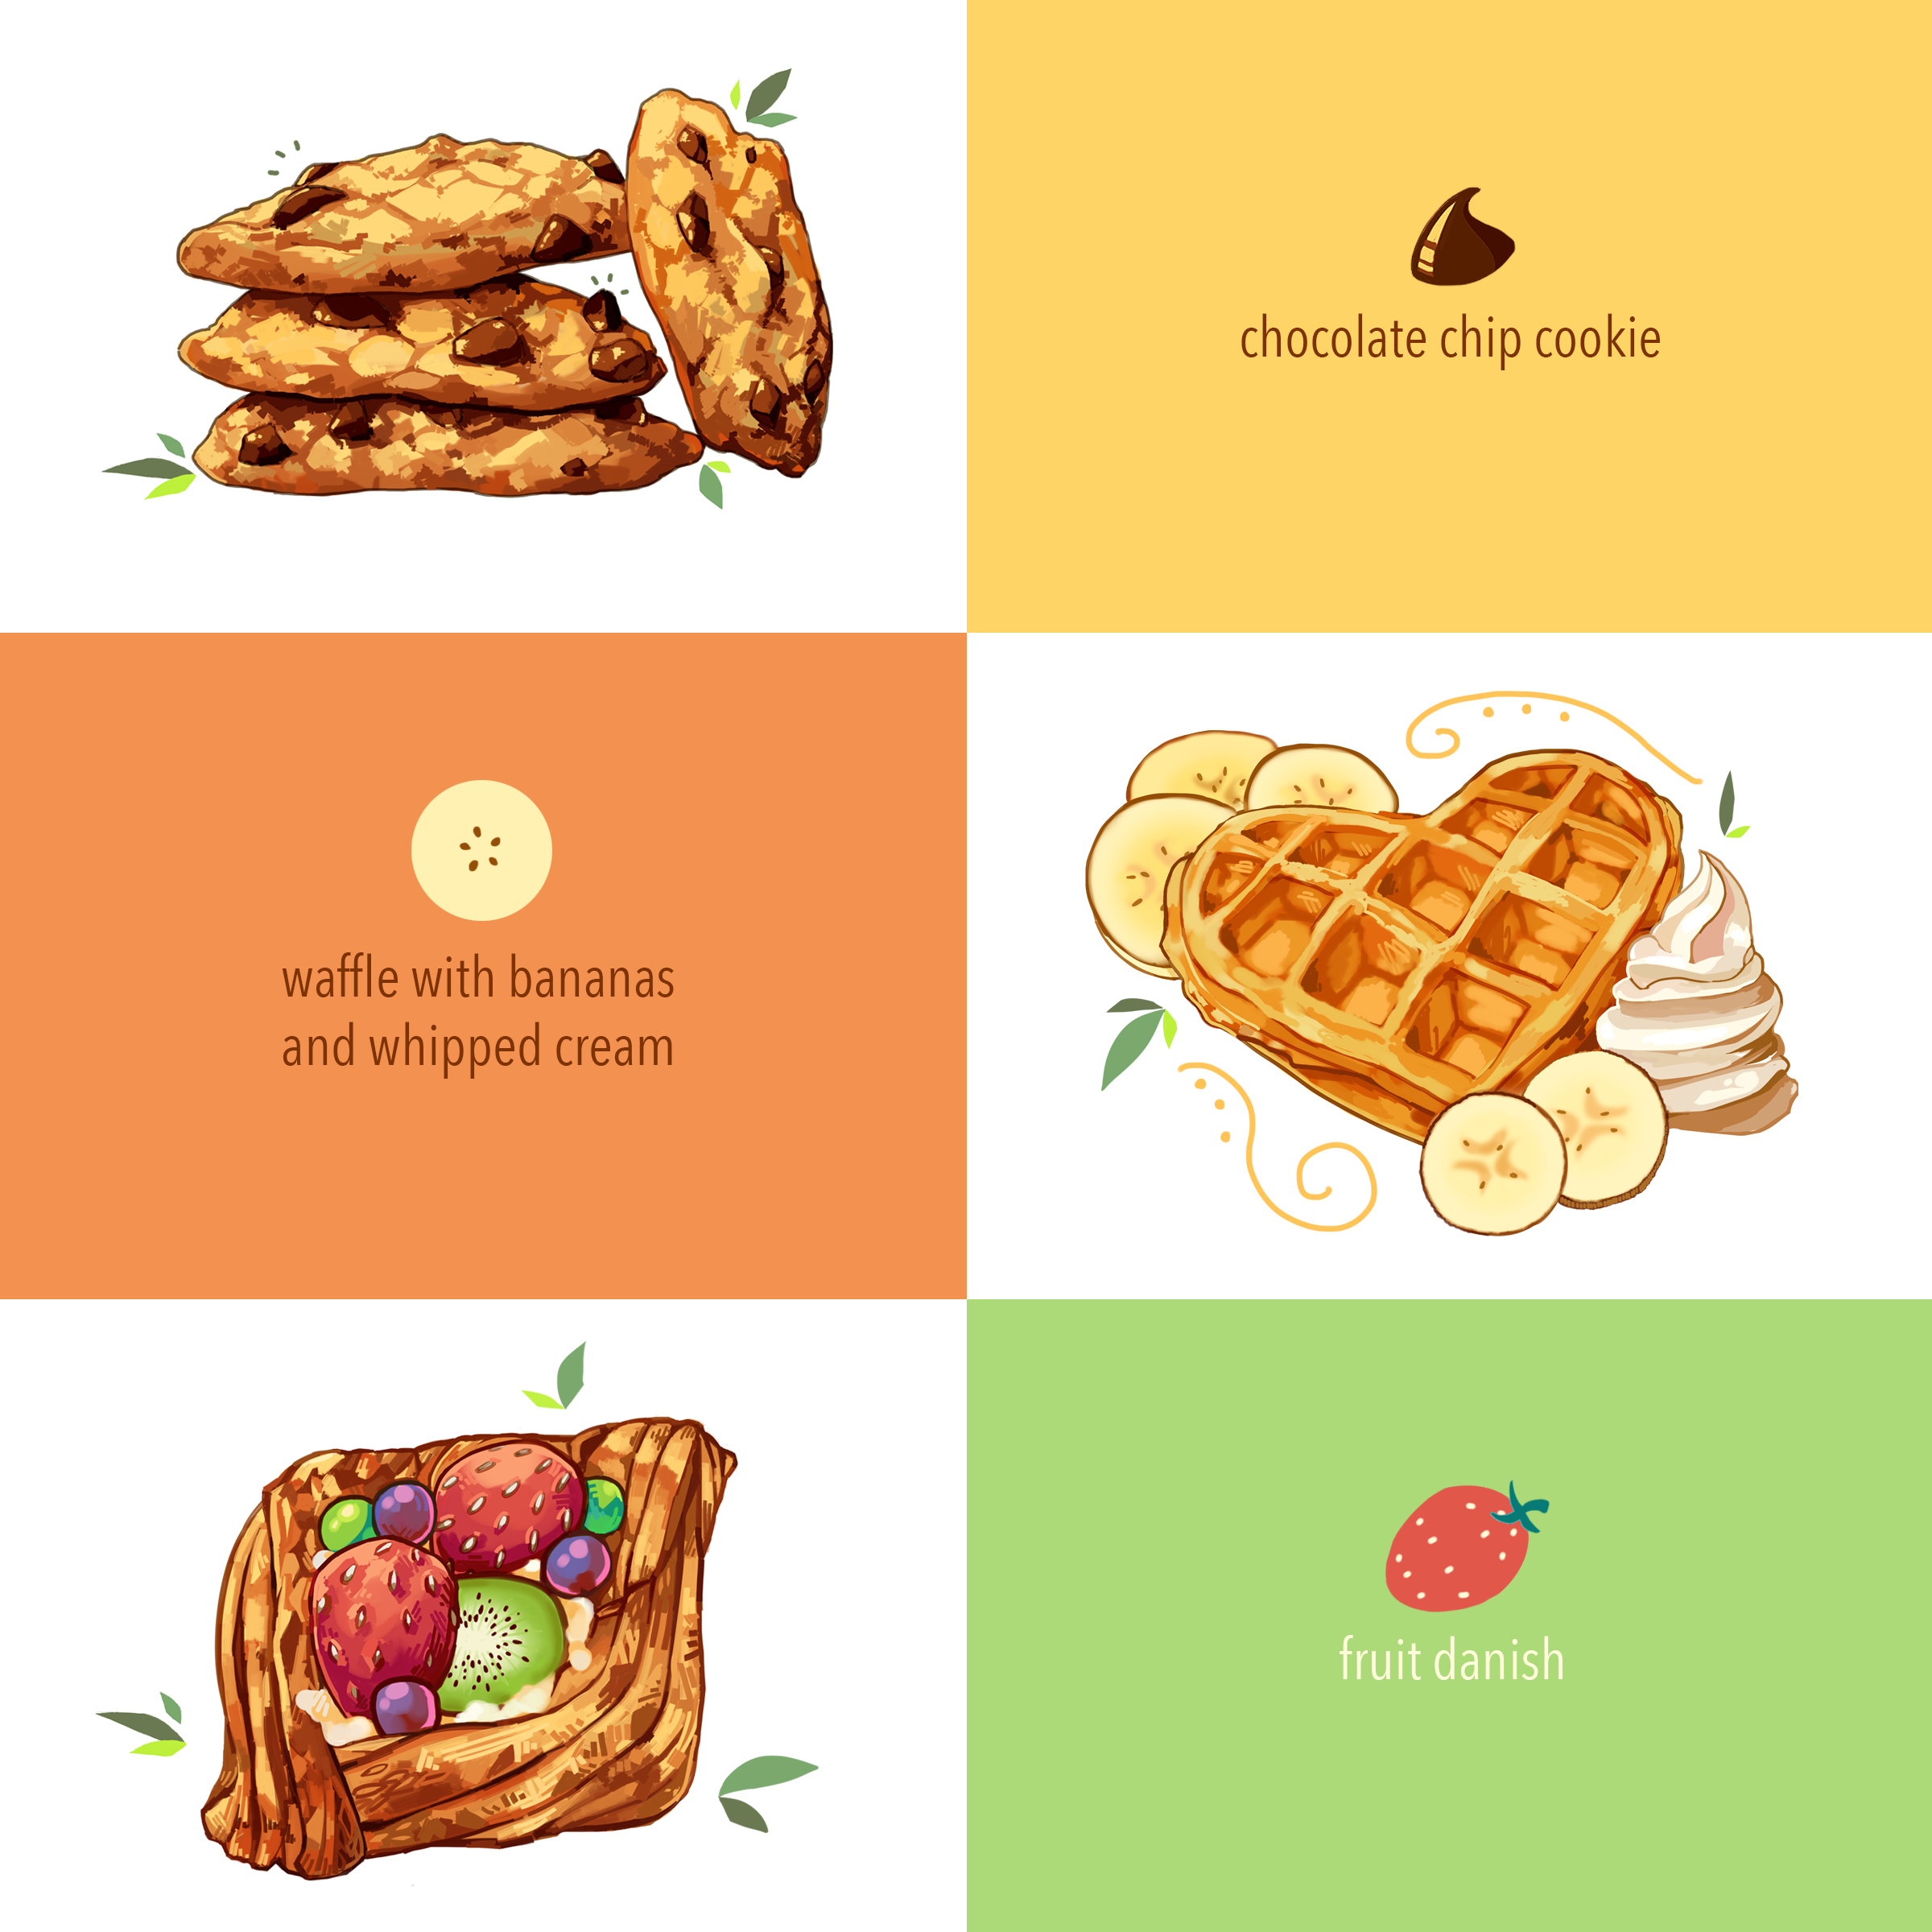 chocolate chip cookie
waffle with bananas
and whipped cream
fruit danish